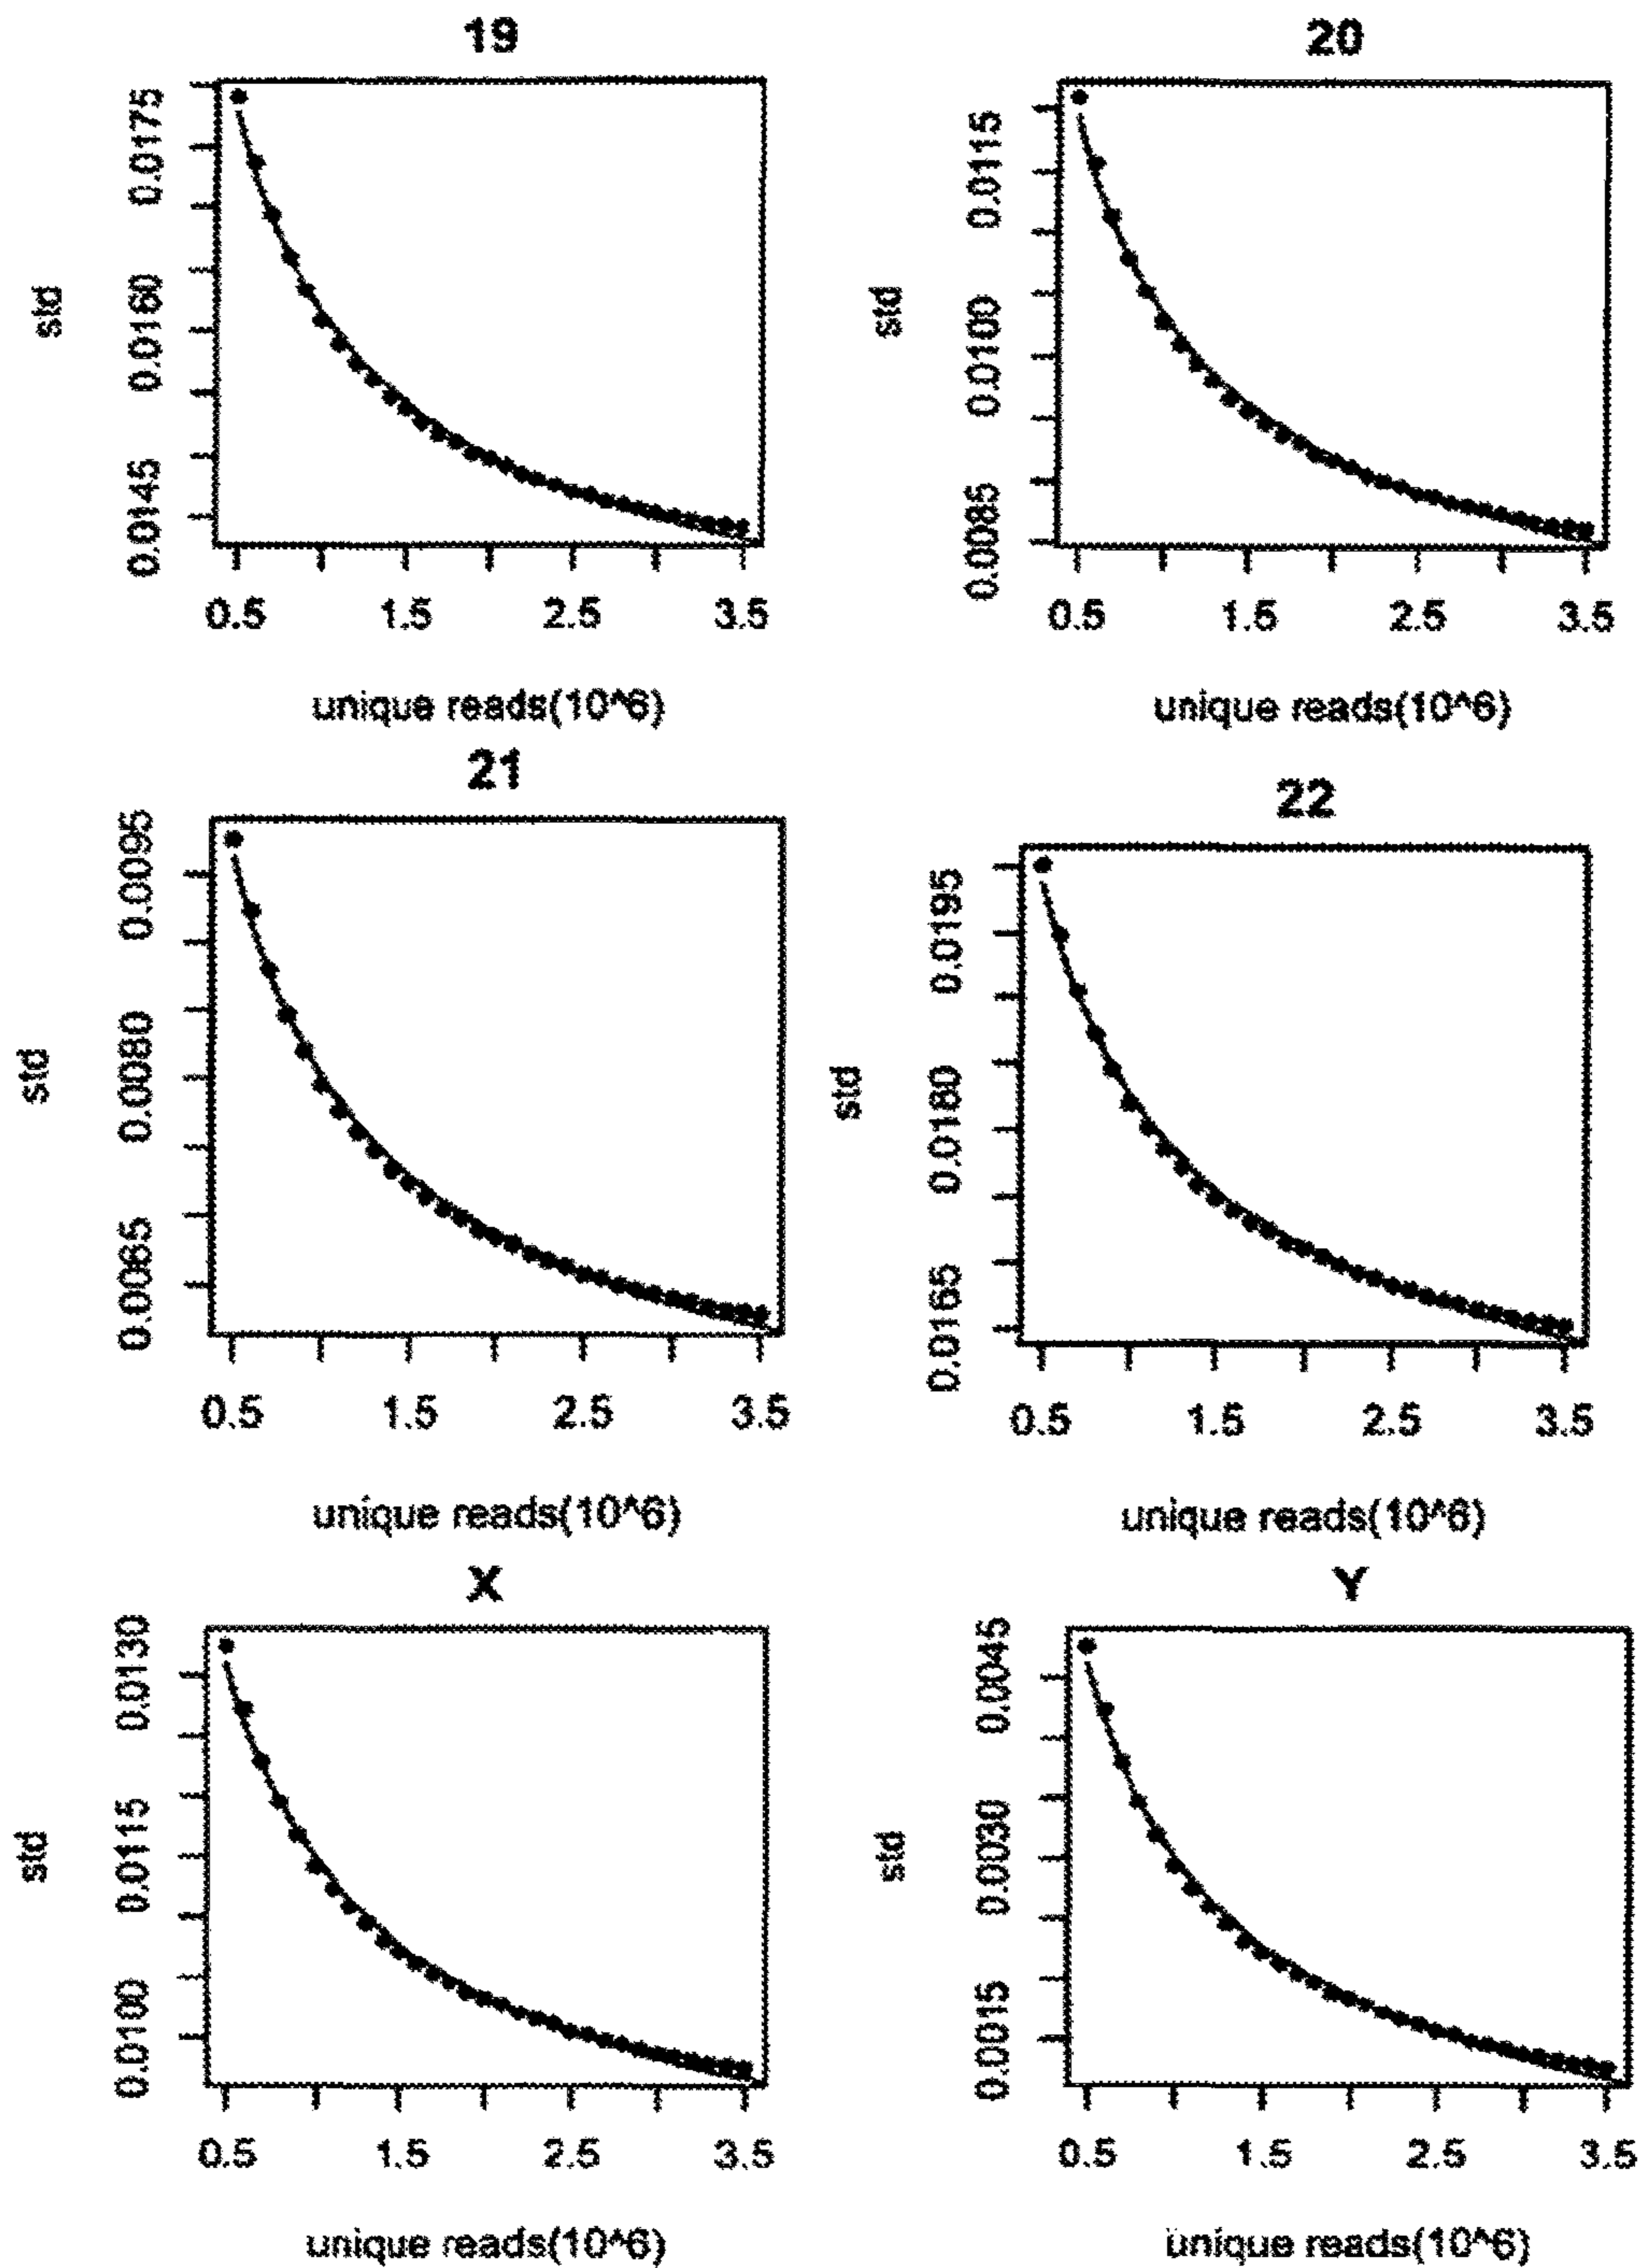 19
0.0175
0.0160
0.0145
std
0.5 1.5 2.5 3.5
unique reads(10^6)
20
0.0115
0.0100
0.0085
std
0.5 1.5 2.5 3.5
unique reads(10^6)
21
0.0095
0.0080
0.0065
std
0.5 1.5 2.5 3.5
unique reads(10^6)
22
0.0195
0.0180
0.0165
std
0.5 1.5 2.5 3.5
unique reads(10^6)
X
0.0130
0.0115
0.0100
std
0.5 1.5 2.5 3.5
unique reads(10^6)
Y
0.0045
0.0030
0.0015
std
0.5 1.5 2.5 3.5
unique reads(10^6)